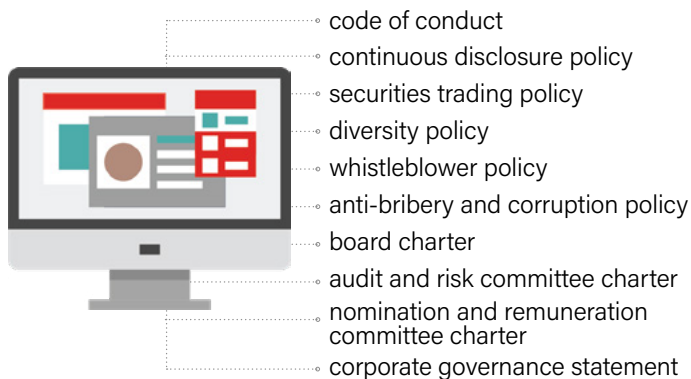 code of conduct
continuous disclosure policy
securities trading policy
diversity policy
whistleblower policy
anti-bribery and corruption policy
board charter
audit and risk committee charter
nomination and remuneration
committee charter
corporate governance statement